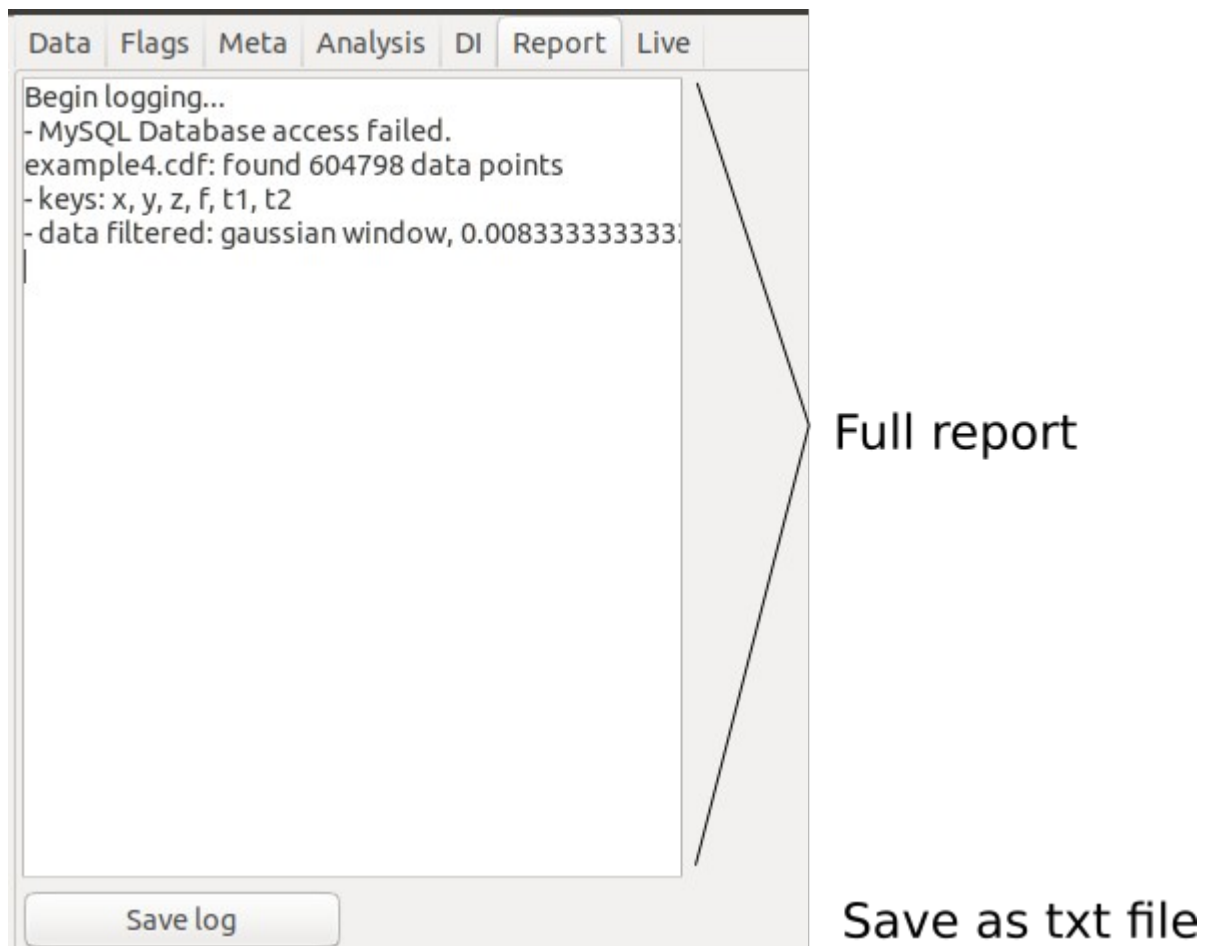 Data Flags Meta Analysis DI Report Live
Begin logging...
- MySQL Database access failed.
example4.cdf: found 604798 data points
- keys: x, y, z, f, t1, t2
- data filtered: gaussian window, 0.008333333333
Full report
Save log
Save as txt file